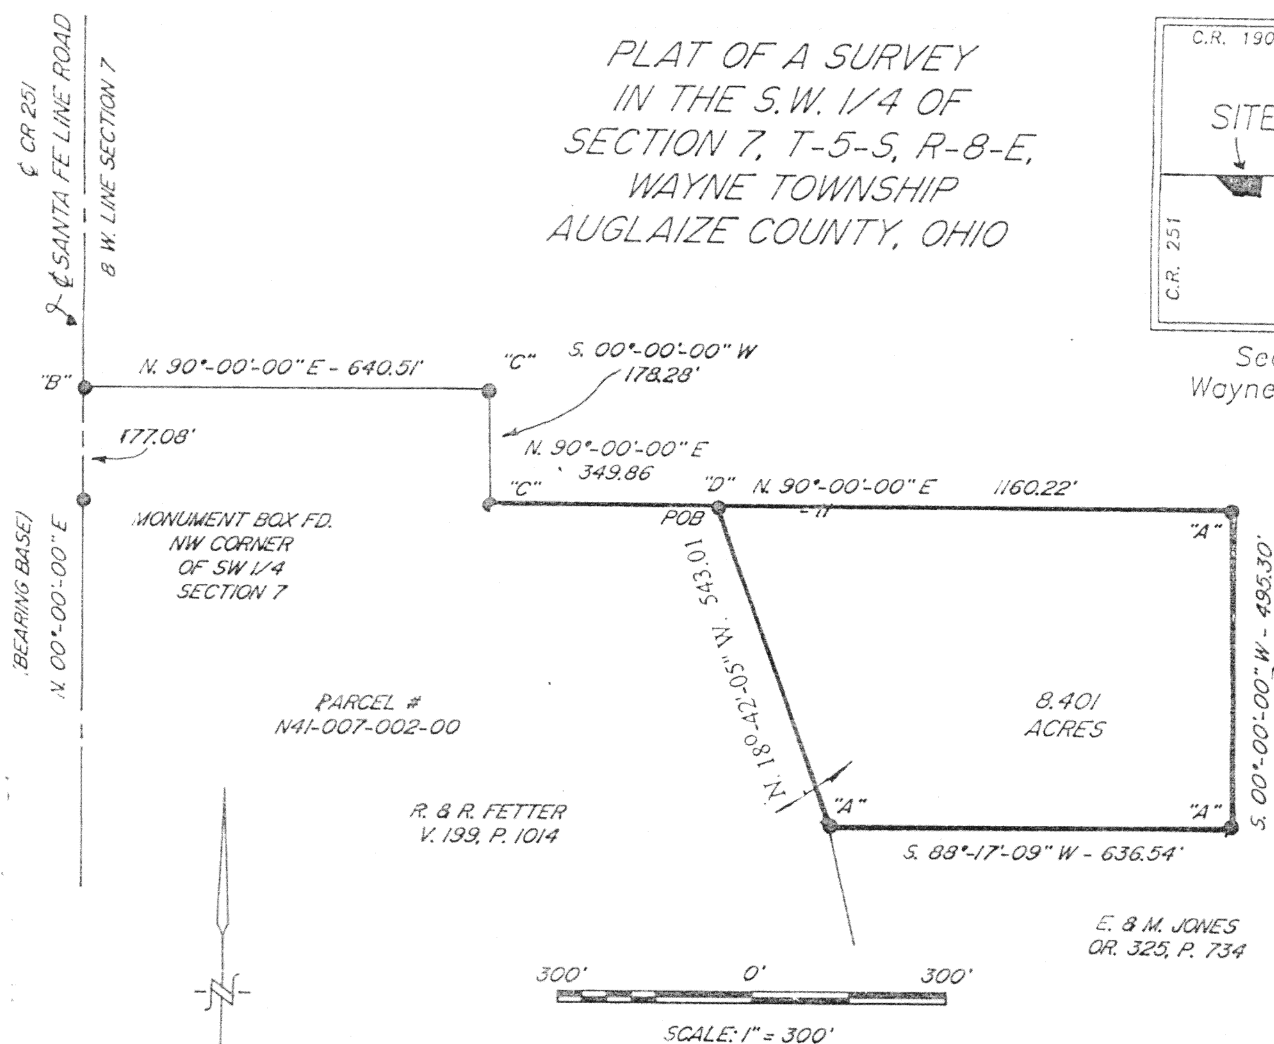 PLAT OF A SURVEY
IN THE S.W. 1/4 OF
SECTION 7, T-5-S, R-8-E,
WAYNE TOWNSHIP
AUGLAIZE COUNTY, OHIO
C.R. 190
SITE
C.R. 251
Wayne
℄ CR 251
℄ SANTA FE LINE ROAD
& W. LINE SECTION 7
"B"
N. 90°-00'-00" E - 640.51'
"C"
S. 00°-00'-00" W
178.28'
177.08'
N. 90°-00'-00" E
349.86
"C"
"D"
N. 90°-00'-00" E 1160.22'
POB
"A"
MONUMENT BOX FD.
NW CORNER
OF SW 1/4
SECTION 7
(BEARING BASE)
N. 00°-00'-00" E
N. 18°-42'-05" W. 543.01
S. 00°-00'-00" W - 495.30'
PARCEL #
N41-007-002-00
8.401
ACRES
R. & R. FETTER
V. 199, P. 1014
"A"
"A"
S. 88°-17'-09" W - 636.54'
E. & M. JONES
OR. 325, P. 734
N
300' 0' 300'
SCALE: 1" = 300'